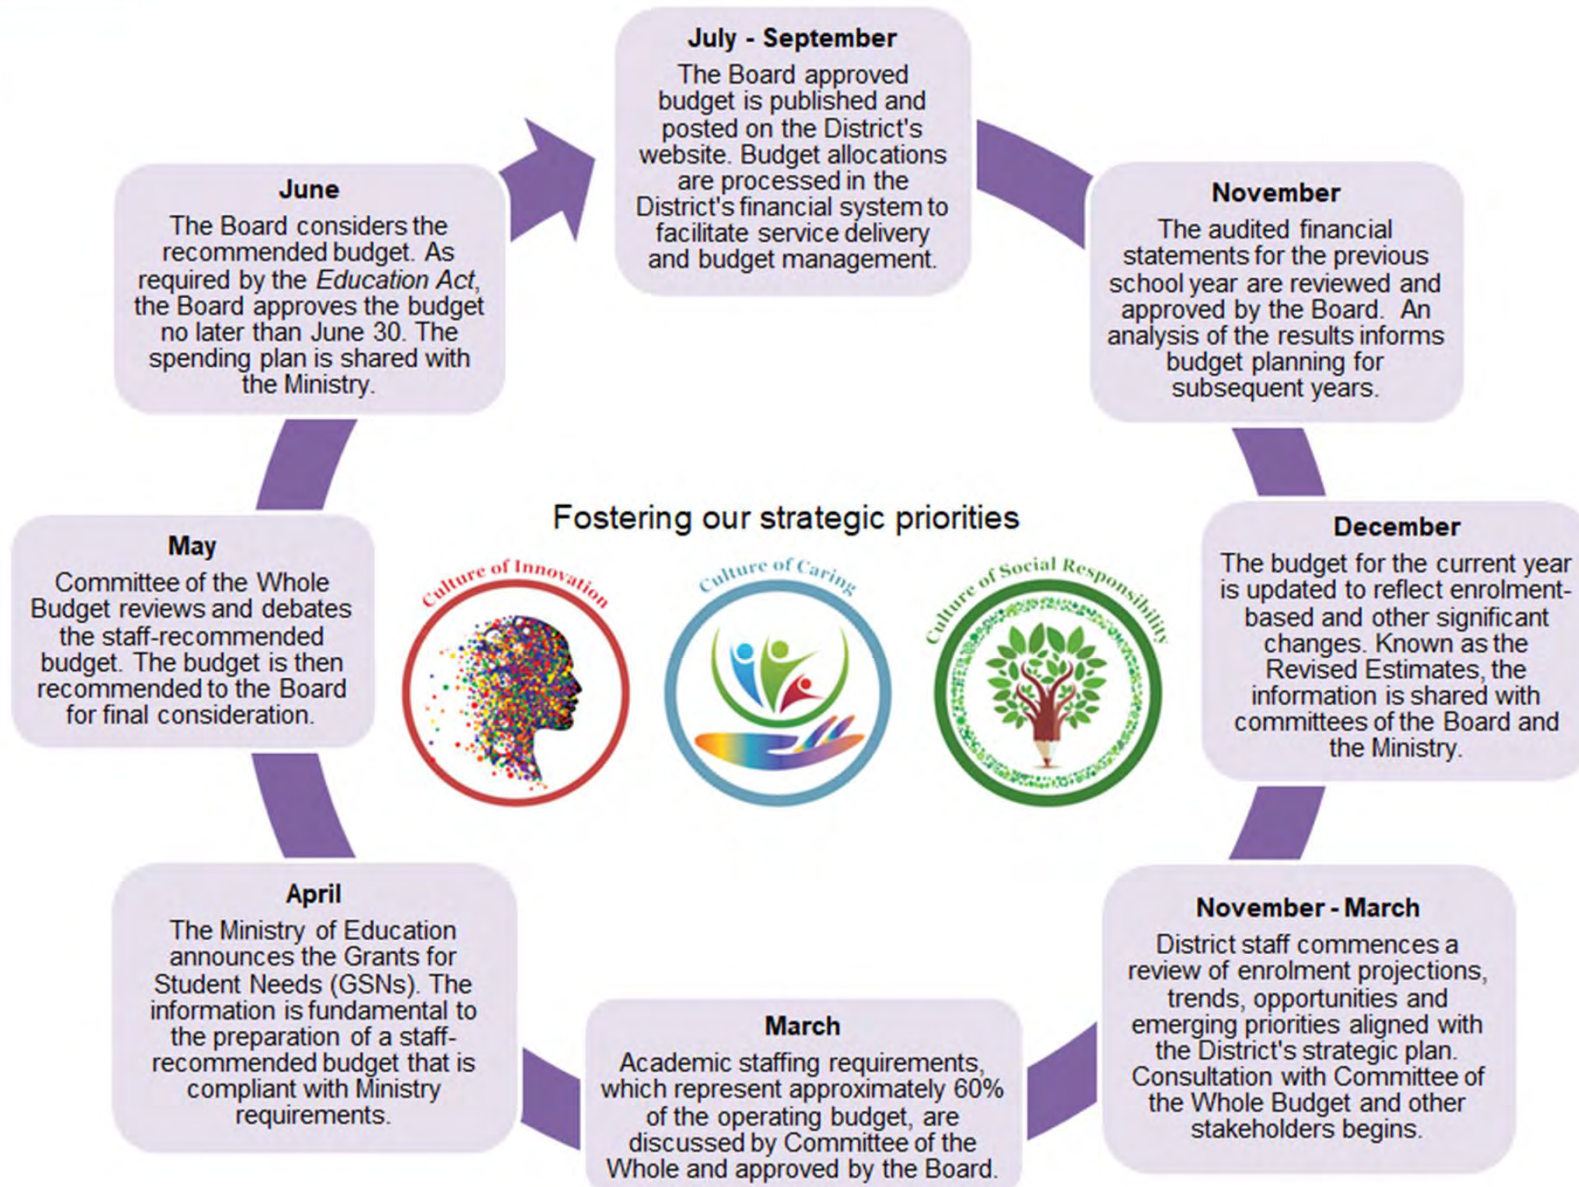 July - September
The Board approved
budget is published and
posted on the District's
website. Budget allocations
are processed in the
District's financial system to
facilitate service delivery
and budget management.
November
The audited financial
statements for the previous
school year are reviewed and
approved by the Board.  An
analysis of the results informs
budget planning for
subsequent years.
December
The budget for the current year
is updated to reflect enrolment-
based and other significant
changes. Known as the
Revised Estimates, the
information is shared with
committees of the Board and
the Ministry.
November - March
District staff commences a
review of enrolment projections,
trends, opportunities and
emerging priorities aligned with
the District's strategic plan.
Consultation with Committee of
the Whole Budget and other
stakeholders begins.
March
Academic staffing requirements,
which represent approximately 60%
of the operating budget, are
discussed by Committee of the
Whole and approved by the Board.
April
The Ministry of Education
announces the Grants for
Student Needs (GSNs). The
information is fundamental to
the preparation of a staff-
recommended budget that is
compliant with Ministry
requirements.
May
Committee of the Whole
Budget reviews and debates
the staff-recommended
budget. The budget is then
recommended to the Board
for final consideration.
June
The Board considers the
recommended budget. As
required by the Education Act,
the Board approves the budget
no later than June 30. The
spending plan is shared with
the Ministry.
Fostering our strategic priorities
Culture of Innovation
Culture of Caring
Culture of Social Responsibility